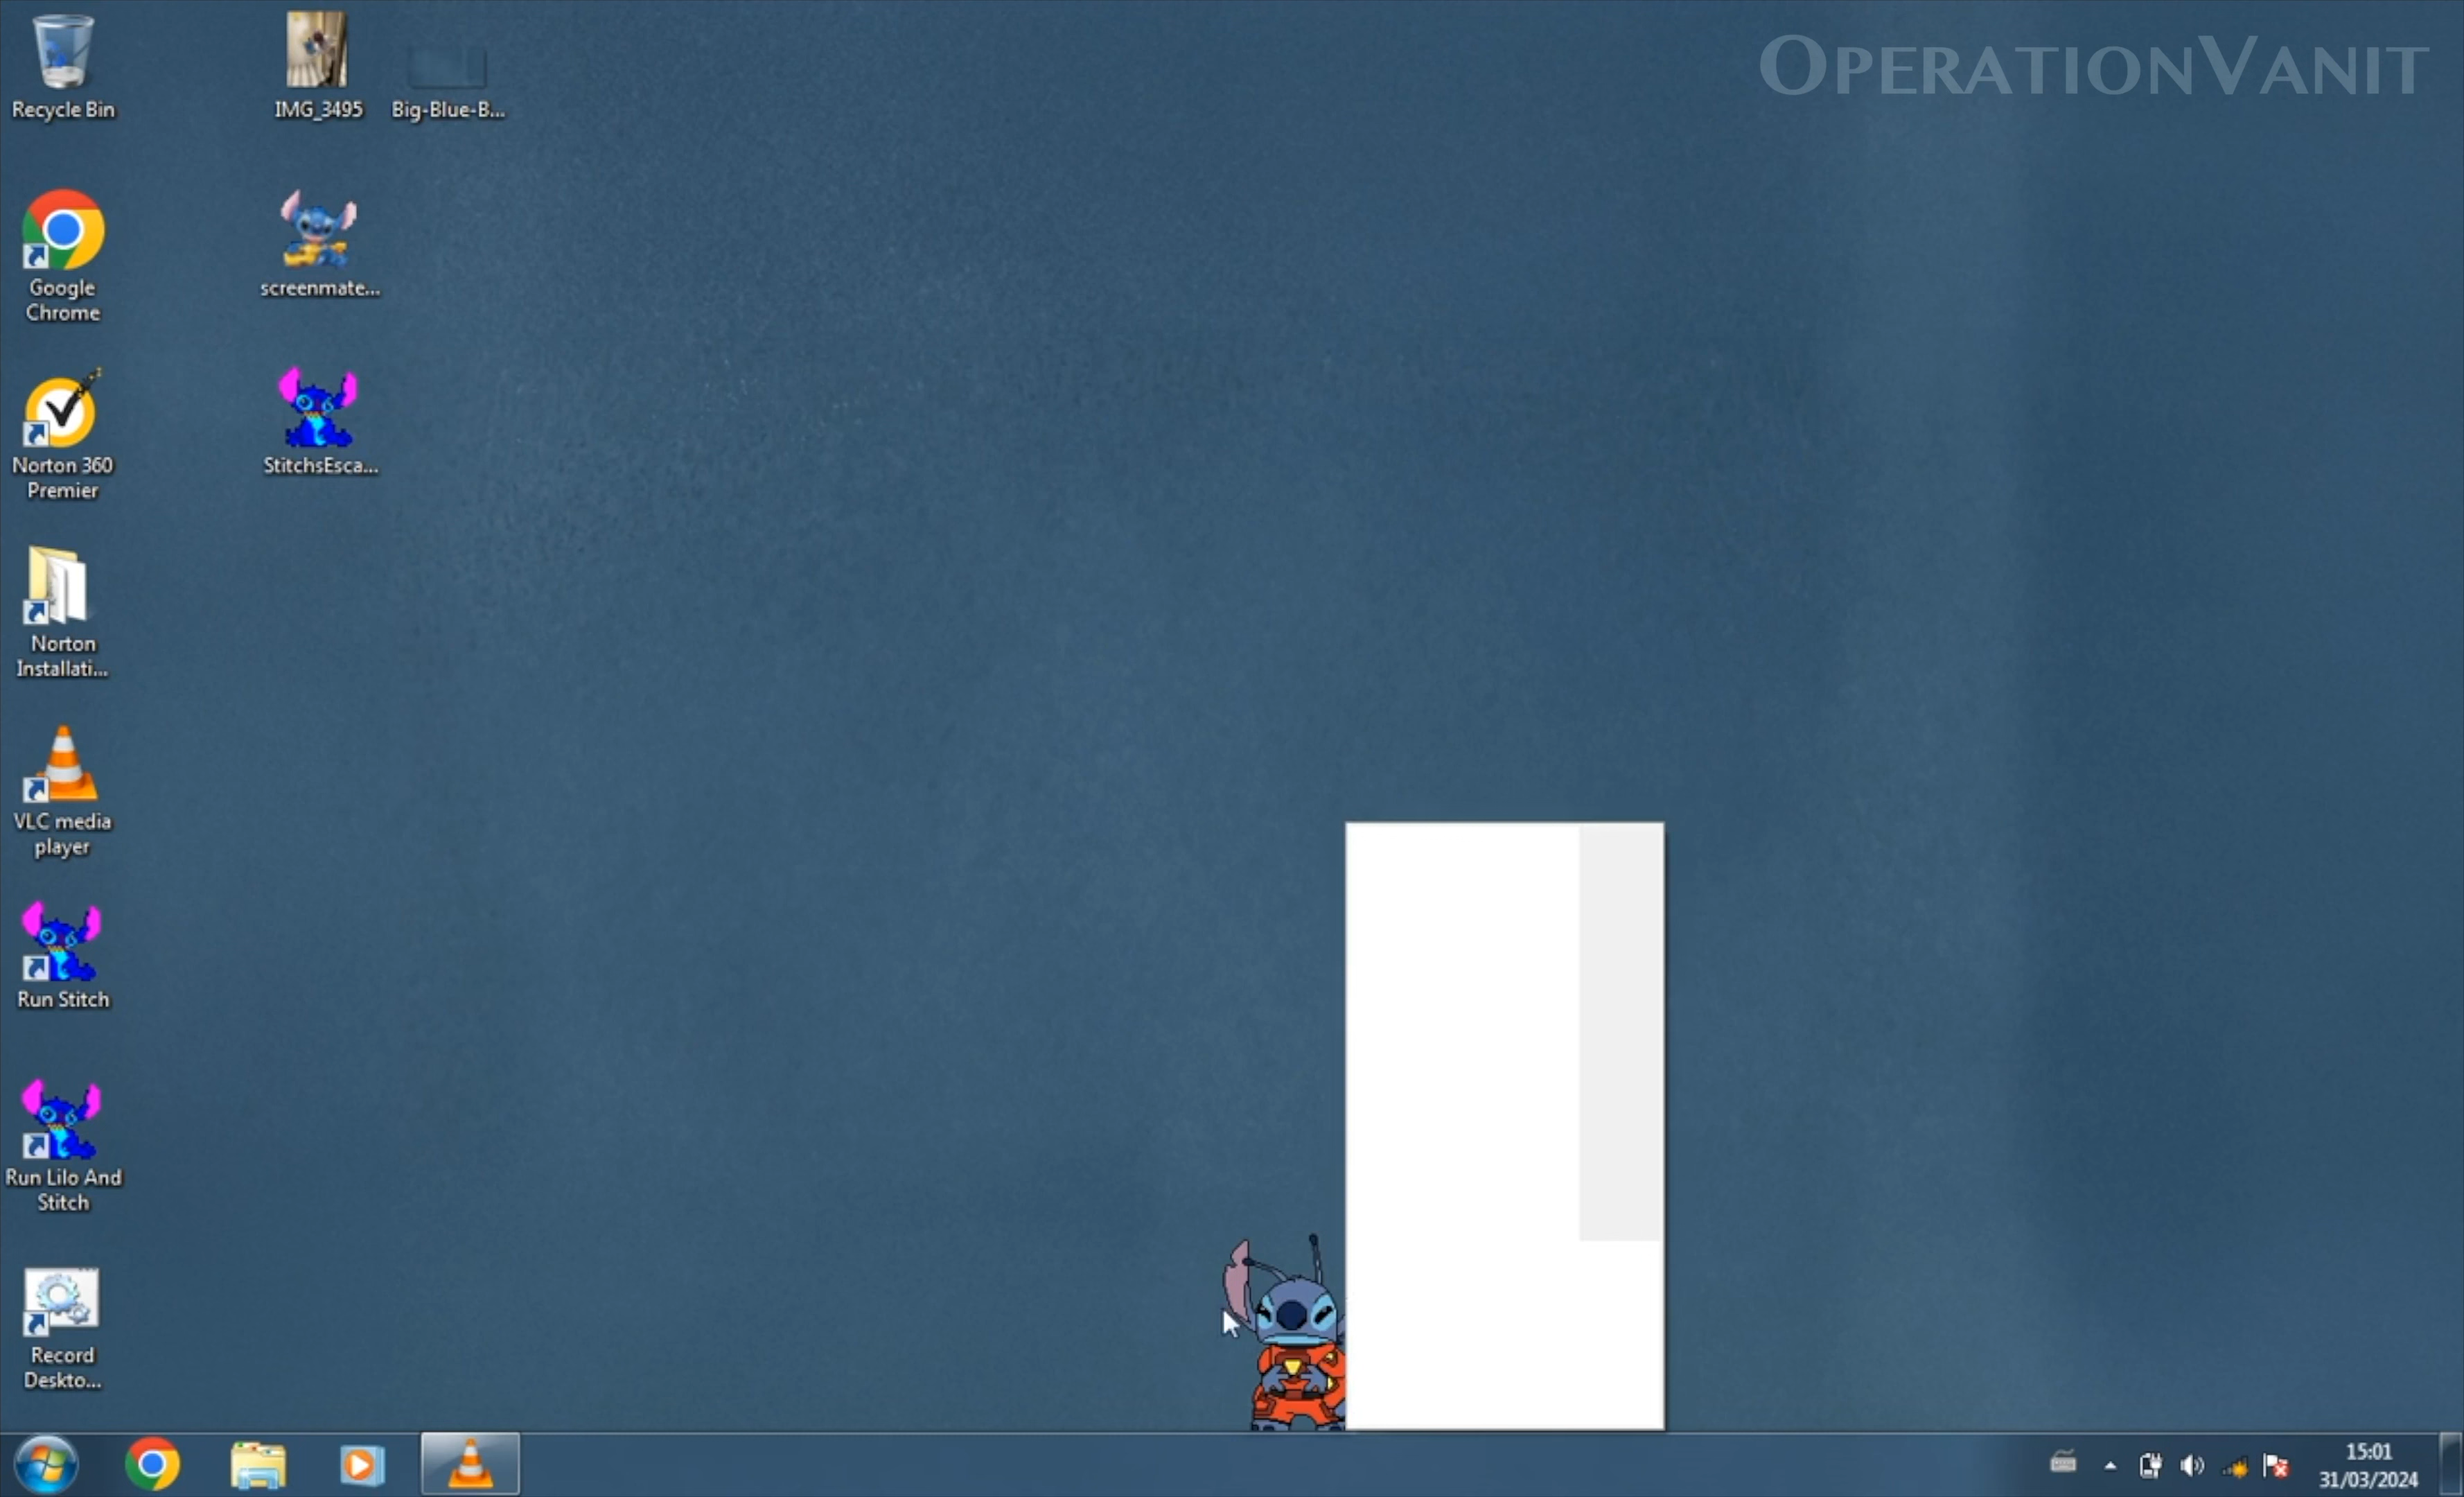 OPERATIONVANIT
Recycle Bin
IMG_3495
Big-Blue-B...
Google
Chrome
screenmate...
Norton 360
Premier
StitchsEsca...
Norton
Installati...
VLC media
player
Run Stitch
Run Lilo And
Stitch
Record
Deskto...
15:01
31/03/2024